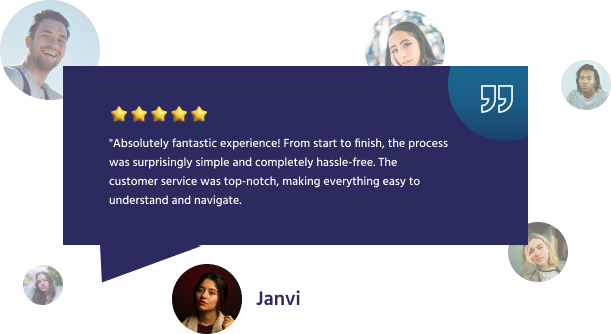 "Absolutely fantastic experience! From start to finish, the process
was surprisingly simple and completely hassle-free. The
customer service was top-notch, making everything easy to
understand and navigate.
Janvi